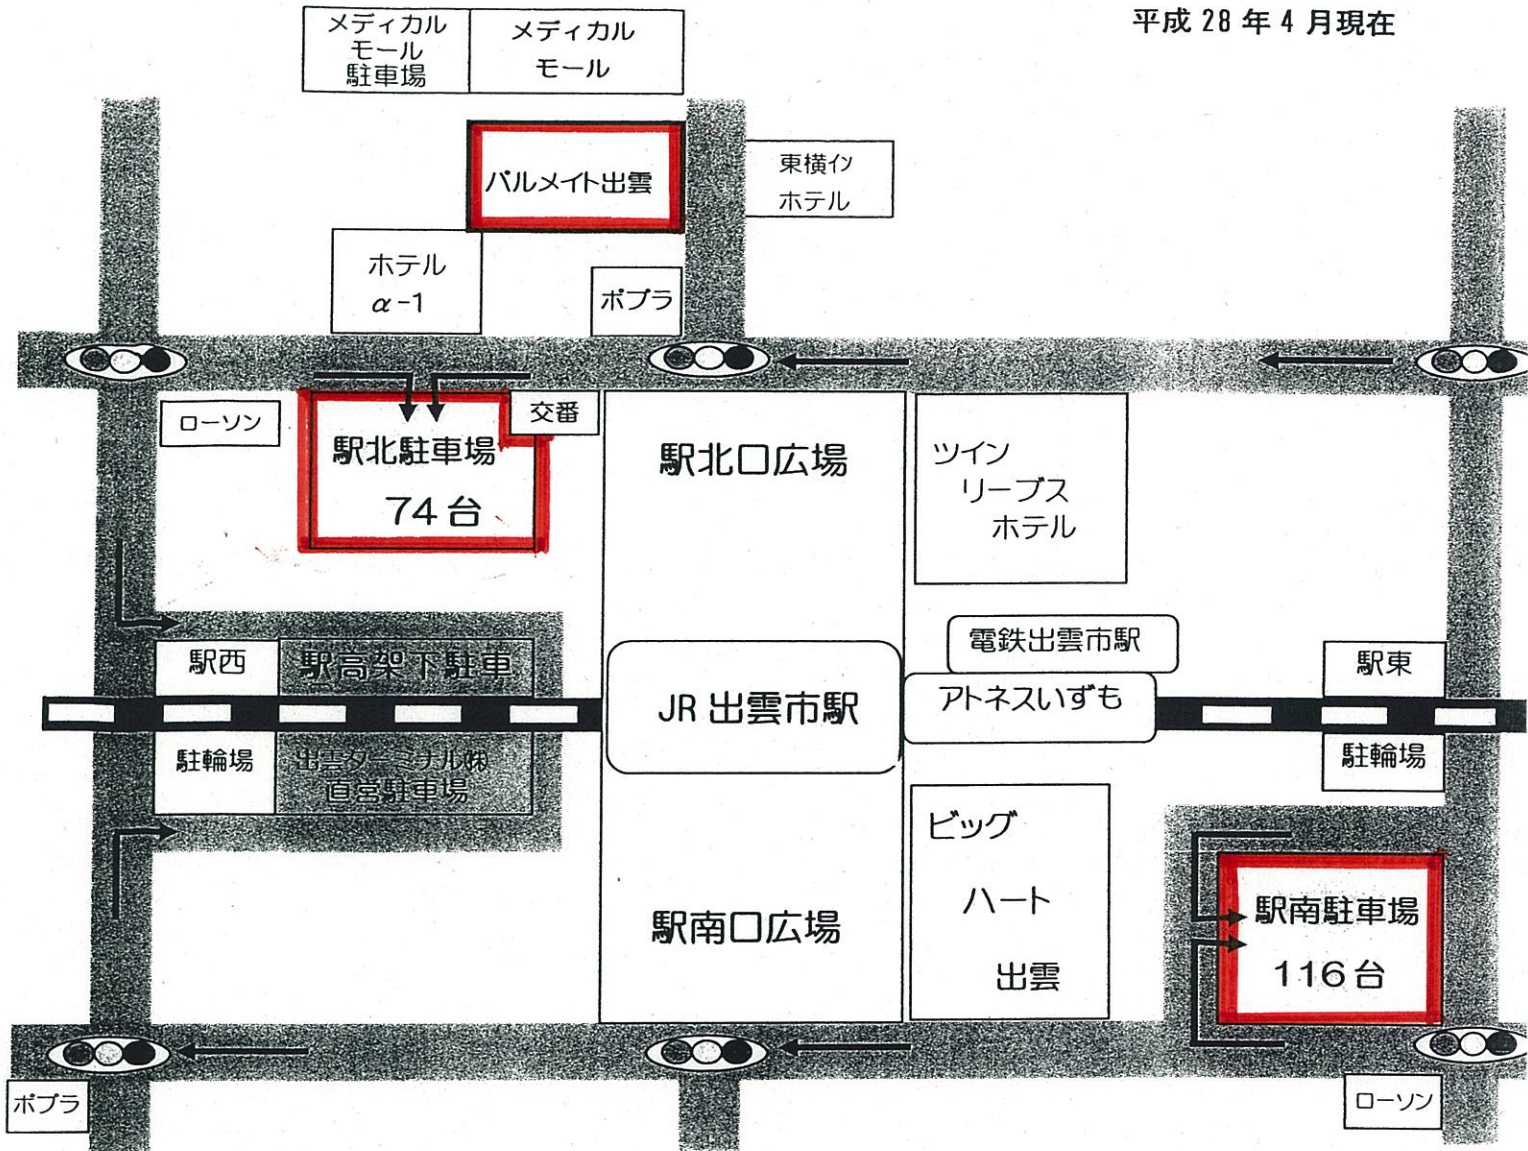 平成 28 年 4 月現在
メディカル
モール
駐車場
メディカル
モール
パルメイト出雲
東横イン
ホテル
ホテル
α-1
ポプラ
ローソン
交番
駅北駐車場
74台
駅北口広場
ツイン
リーブス
ホテル
電鉄出雲市駅
アトネスいずも
駅西
駅高架下駐車
JR 出雲市駅
駅東
駐輪場
出雲ターミナル㈱
直営駐車場
駐輪場
ビッグ
ハート
出雲
駅南口広場
駅南駐車場
116台
ポプラ
ローソン